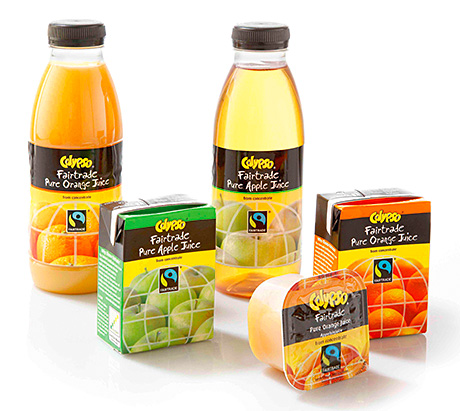 Calypso
Fairtrade
Pure Orange Juice
from concentrate
FAIRTRADE
Calypso
Fairtrade
Pure Apple Juice
from concentrate
FAIRTRADE
Calypso
Fairtrade
Pure Apple Juice
from concentrate
FAIRTRADE
Calypso
Fairtrade
Pure Orange Juice
from concentrate
FAIRTRADE
Calypso
Fairtrade
Pure Orange Juice
from concentrate
FAIRTRADE